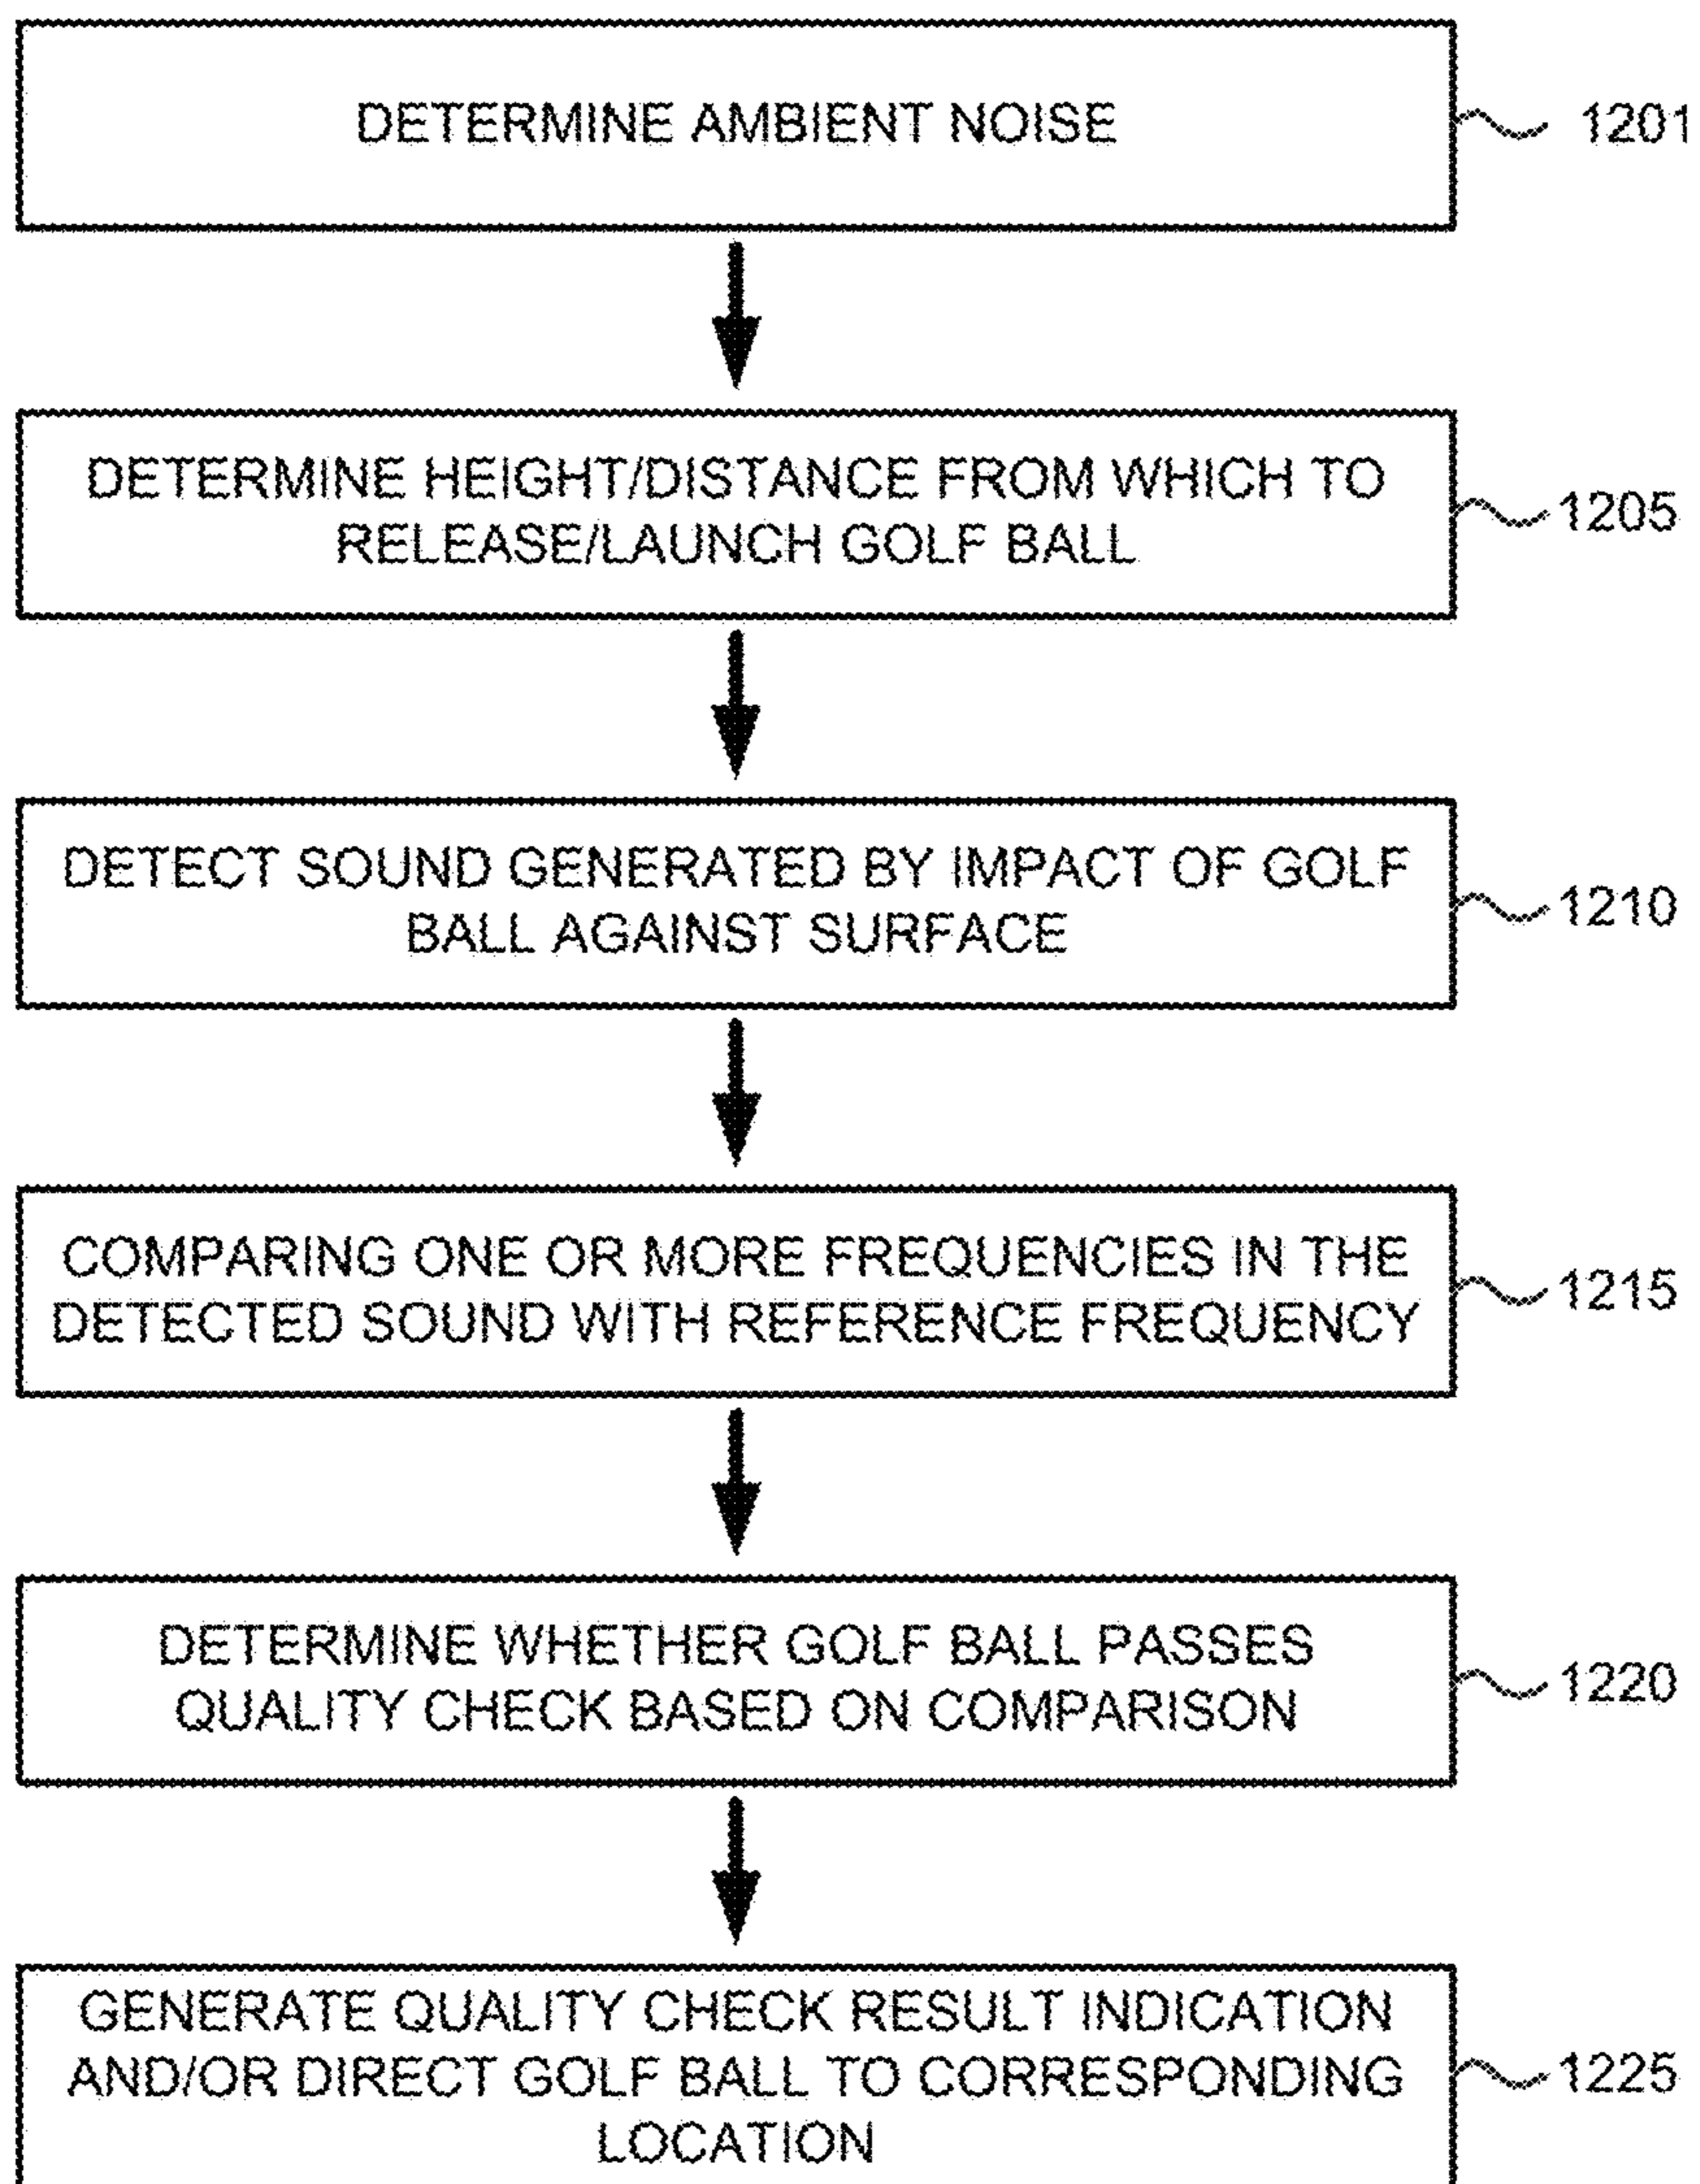 DETERMINE AMBIENT NOISE
1201
DETERMINE HEIGHT/DISTANCE FROM WHICH TO
RELEASE/LAUNCH GOLF BALL
1205
DETECT SOUND GENERATED BY IMPACT OF GOLF
BALL AGAINST SURFACE
1210
COMPARING ONE OR MORE FREQUENCIES IN THE
DETECTED SOUND WITH REFERENCE FREQUENCY
1215
DETERMINE WHETHER GOLF BALL PASSES
QUALITY CHECK BASED ON COMPARISON
1220
GENERATE QUALITY CHECK RESULT INDICATION
AND/OR DIRECT GOLF BALL TO CORRESPONDING
LOCATION
1225